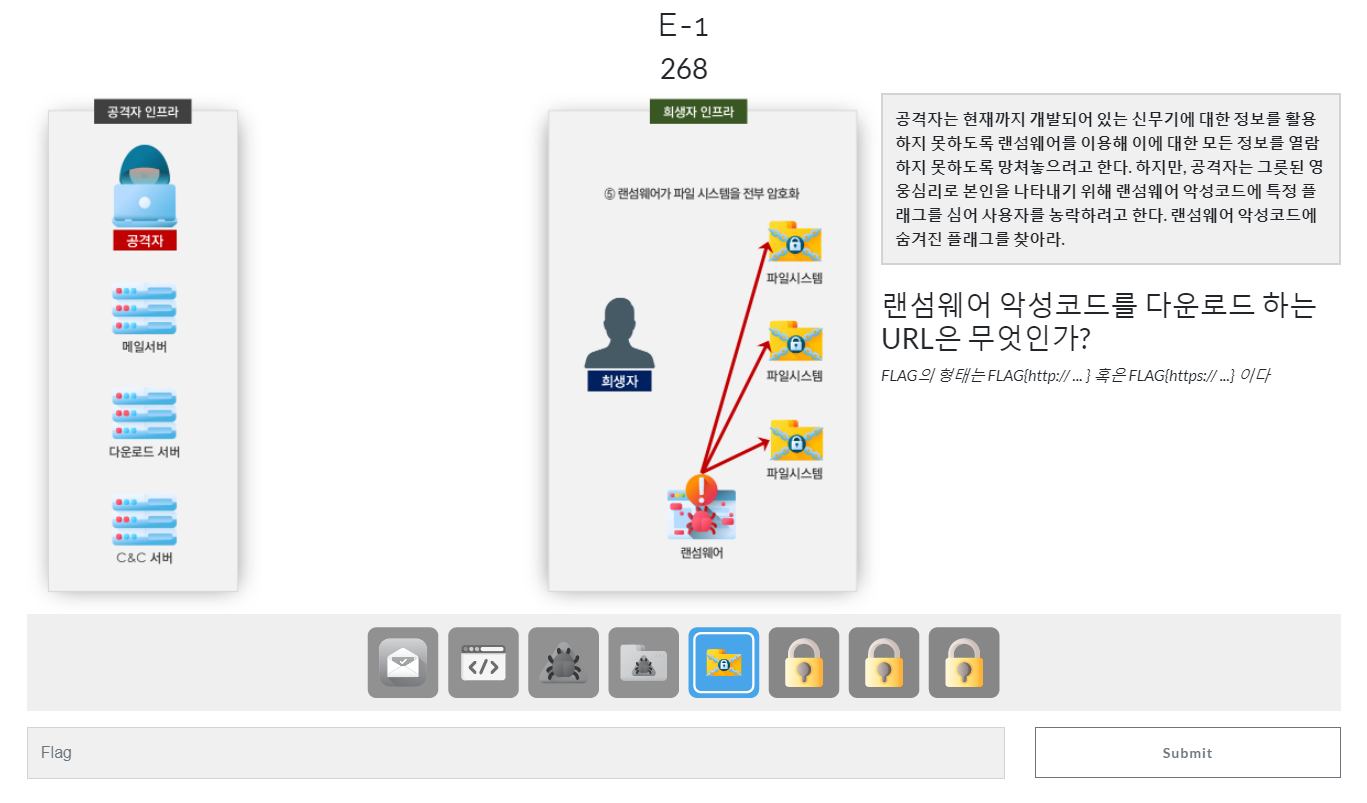 E-1
268
공격자 인프라
공격자
메일서버
다운로드 서버
C&C 서버
희생자 인프라
⑤ 랜섬웨어가 파일 시스템을 전부 암호화
파일시스템
파일시스템
파일시스템
희생자
랜섬웨어
공격자는 현재까지 개발되어 있는 신무기에 대한 정보를 활용
하지 못하도록 랜섬웨어를 이용해 이에 대한 모든 정보를 열람
하지 못하도록 망쳐놓으려고 한다. 하지만, 공격자는 그릇된 영
웅심리로 본인을 나타내기 위해 랜섬웨어 악성코드에 특정 플
래그를 심어 사용자를 농락하려고 한다. 랜섬웨어 악성코드에
숨겨진 플래그를 찾아라.
랜섬웨어 악성코드를 다운로드 하는
URL은 무엇인가?
FLAG의 형태는 FLAG{http:// ... } 혹은 FLAG{https:// ...} 이다
Flag
Submit